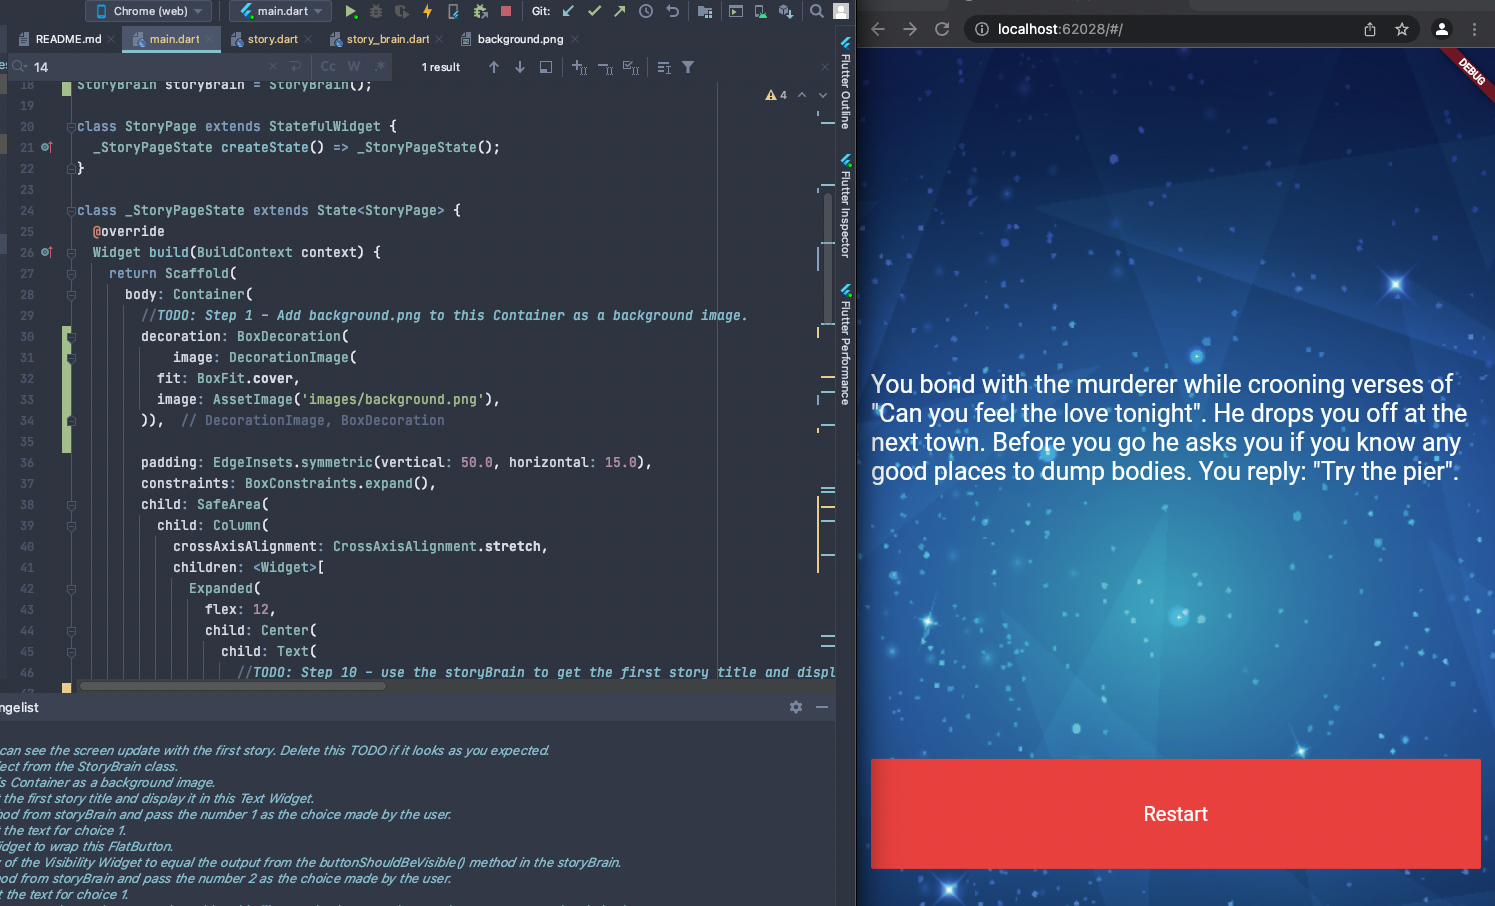 Chrome (web)
main.dart
Git:
README.md
main.dart
story.dart
story_brain.dart
background.png
14
Cc
W
.*
1 result
4
18
StoryBrain storyBrain = StoryBrain();
19
20 class StoryPage extends StatefulWidget {
21 _StoryPageState createState() => _StoryPageState();
22 }
23
24 class _StoryPageState extends State<StoryPage> {
25 @override
26 Widget build(BuildContext context) {
27 return Scaffold(
28 body: Container(
29 //TODO: Step 1 - Add background.png to this Container as a background image.
30 decoration: BoxDecoration(
31 image: DecorationImage(
32 fit: BoxFit.cover,
33 image: AssetImage('images/background.png'),
34 )), // DecorationImage, BoxDecoration
35
36 padding: EdgeInsets.symmetric(vertical: 50.0, horizontal: 15.0),
37 constraints: BoxConstraints.expand(),
38 child: SafeArea(
39 child: Column(
40 crossAxisAlignment: CrossAxisAlignment.stretch,
41 children: <Widget>[
42 Expanded(
43 flex: 12,
44 child: Center(
45 child: Text(
46 //TODO: Step 10 - use the storyBrain to get the first story title and displ
Flutter Outline
Flutter Inspector
Flutter Performance
ngelist
can see the screen update with the first story. Delete this TODO if it looks as you expected.
ject from the StoryBrain class.
is Container as a background image.
t the first story title and display it in this Text Widget.
hod from storyBrain and pass the number 1 as the choice made by the user.
t the text for choice 1.
idget to wrap this FlatButton.
y of the Visibility Widget to equal the output from the buttonShouldBeVisible() method in the storyBrain.
hod from storyBrain and pass the number 2 as the choice made by the user.
t the text for choice 1.
localhost:62028/#/
DEBUG
You bond with the murderer while crooning verses of
"Can you feel the love tonight". He drops you off at the
next town. Before you go he asks you if you know any
good places to dump bodies. You reply: "Try the pier".
Restart